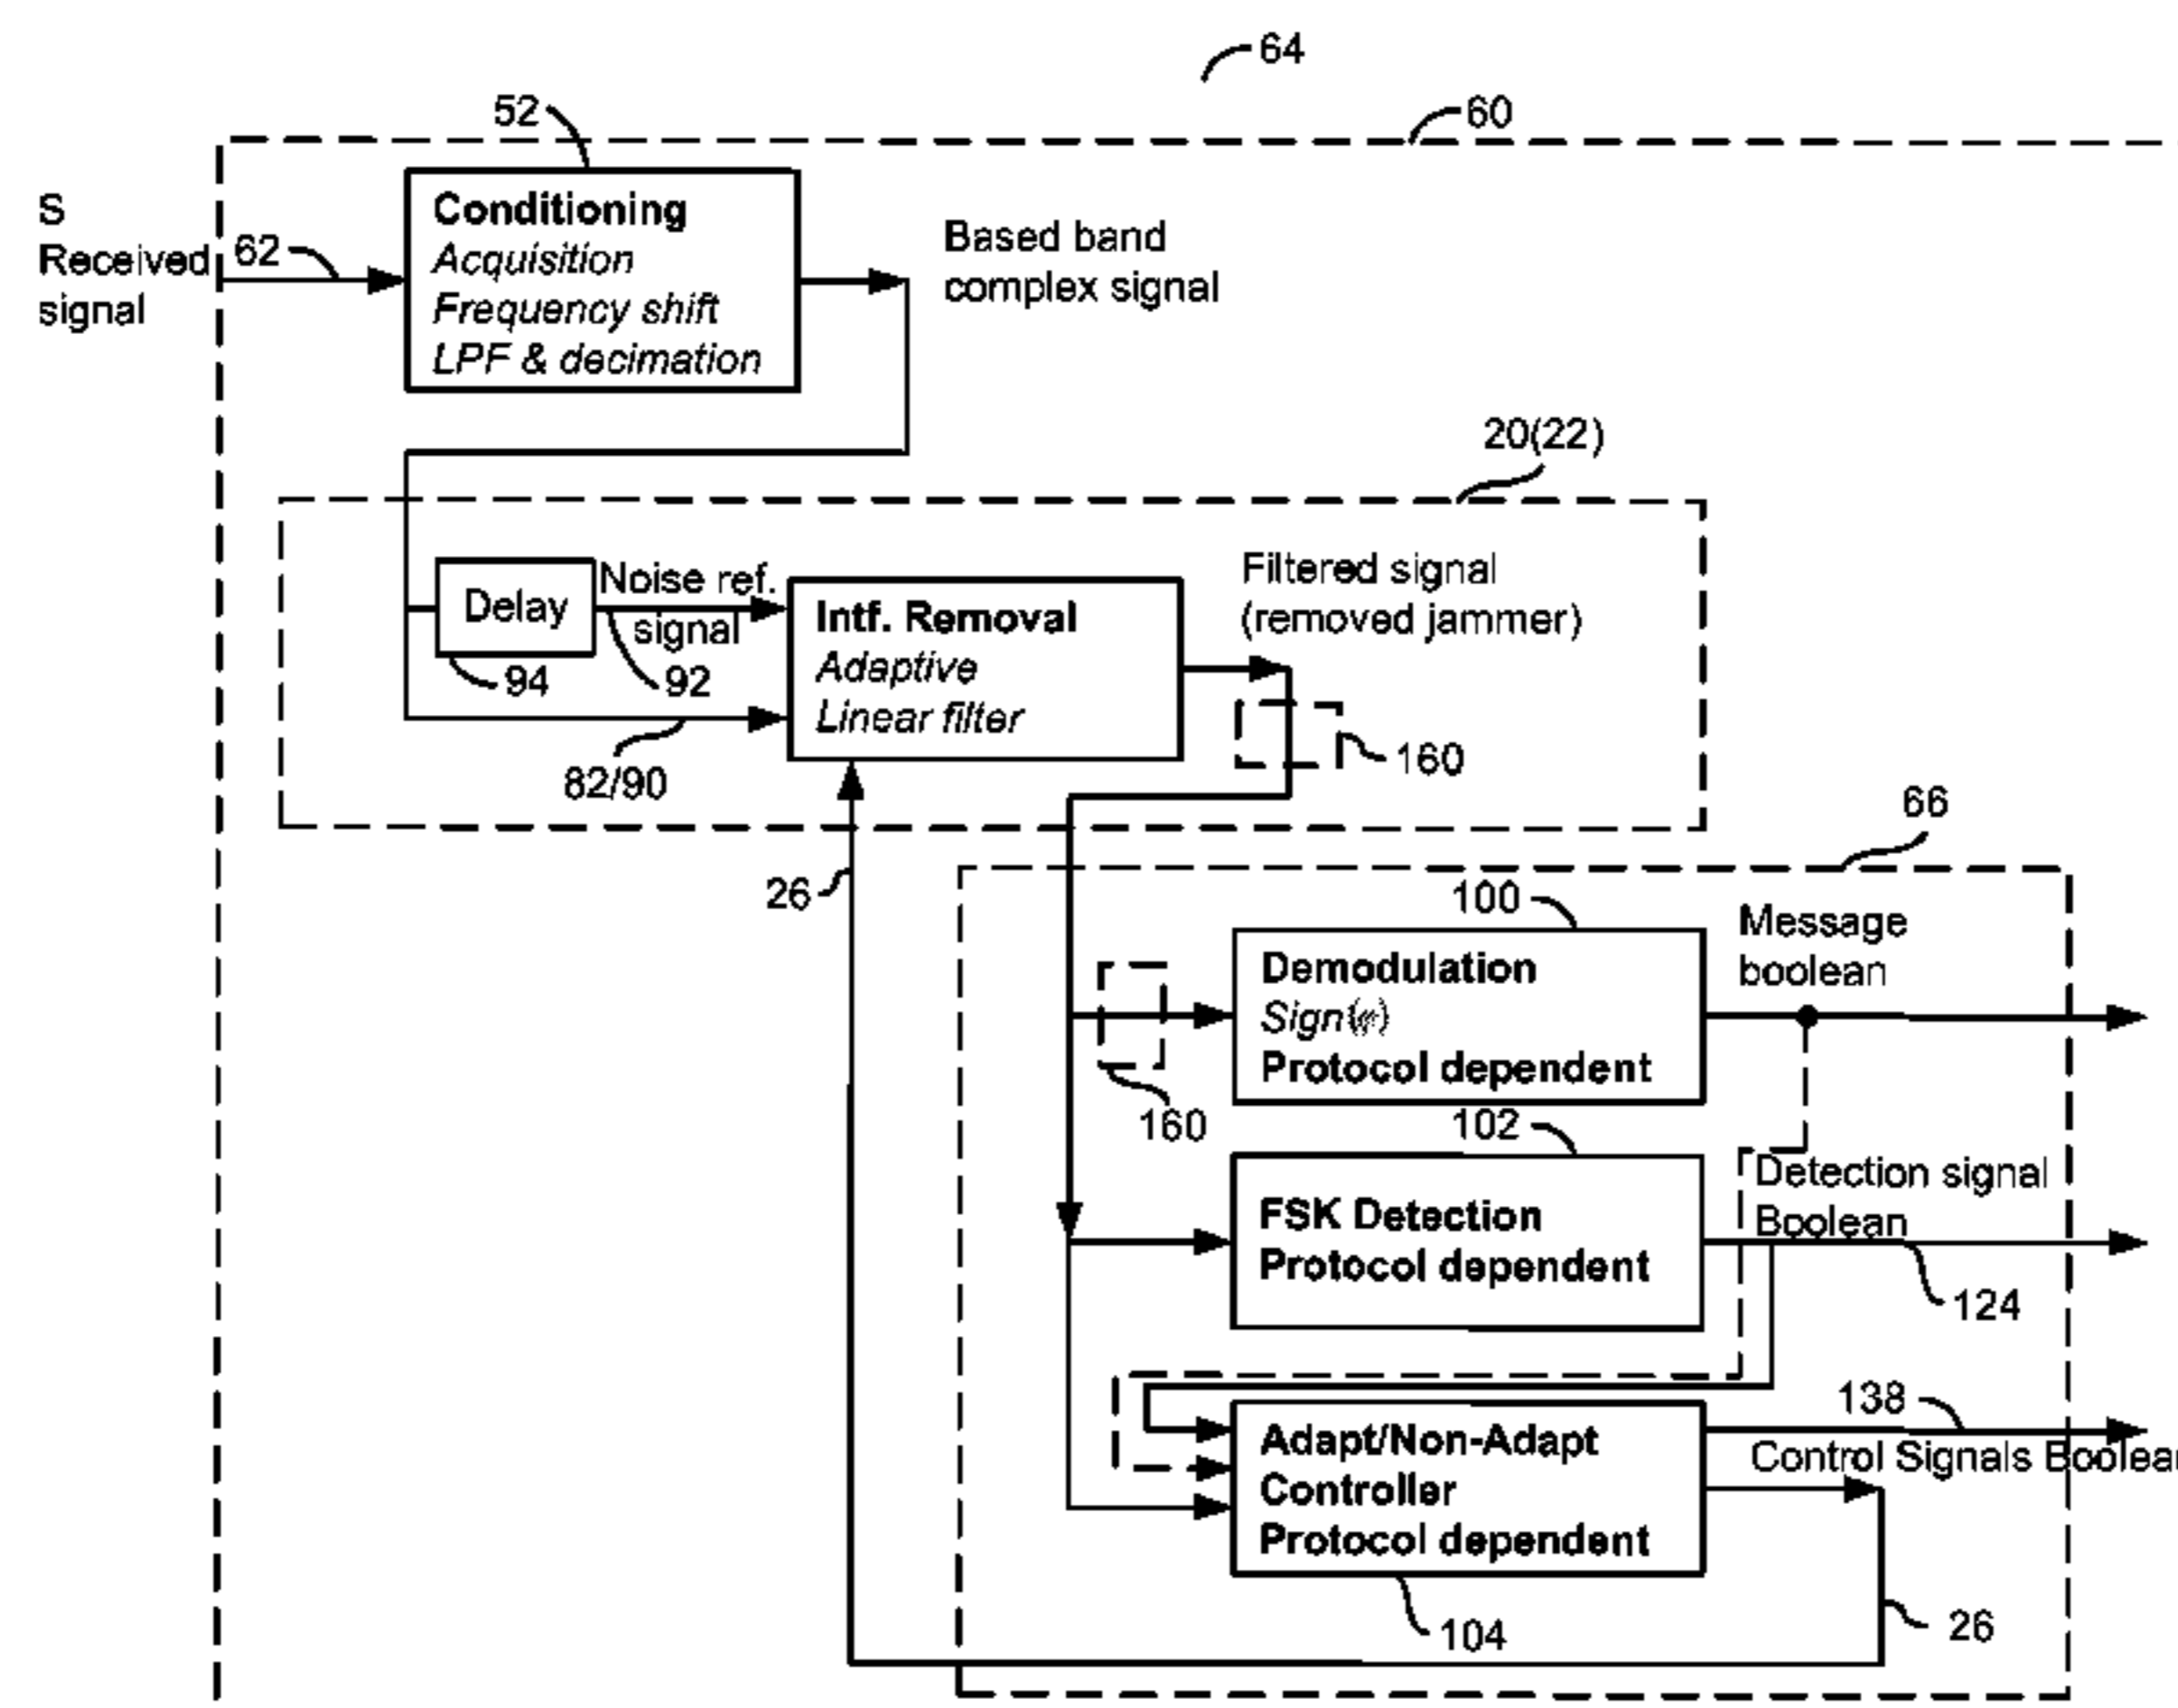 64
60
52
S
Received
signal
62
Conditioning
Acquisition
Frequency shift
LPF & decimation
Based band
complex signal
20(22)
Delay
Noise ref.
signal
94
92
82/90
Intf. Removal
Adaptive
Linear filter
Filtered signal
(removed jammer)
160
66
26
100
Demodulation
Protocol dependent
Message
boolean
160
102
FSK Detection
Protocol dependent
Detection signal
Boolean
124
Adapt/Non-Adapt
Controller
Protocol dependent
138
Control Signals
104
26